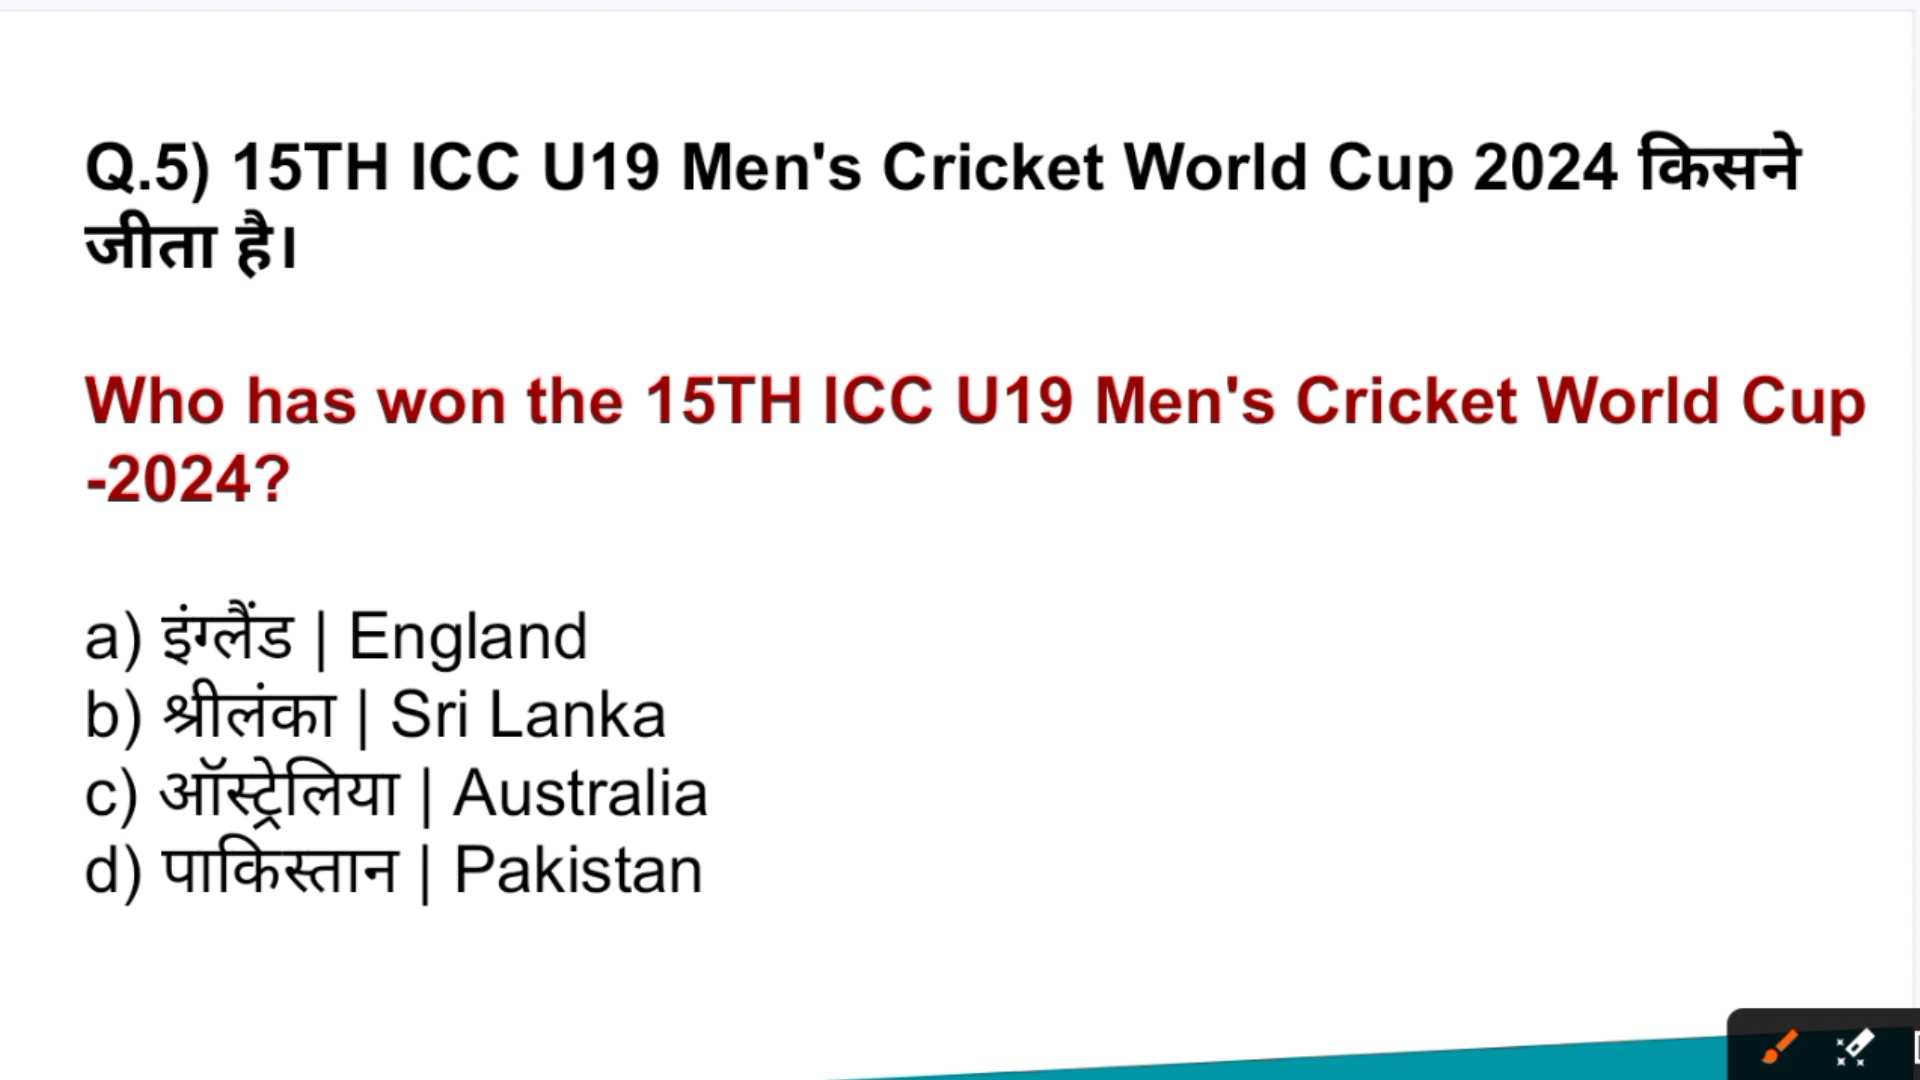 Q.5) 15TH ICC U19 Men's Cricket World Cup 2024 किसने
जीता है।
Who has won the 15TH ICC U19 Men's Cricket World Cup
-2024?
a) इंग्लैंड | England
b) श्रीलंका | Sri Lanka
c) ऑस्ट्रेलिया | Australia
d) पाकिस्तान | Pakistan